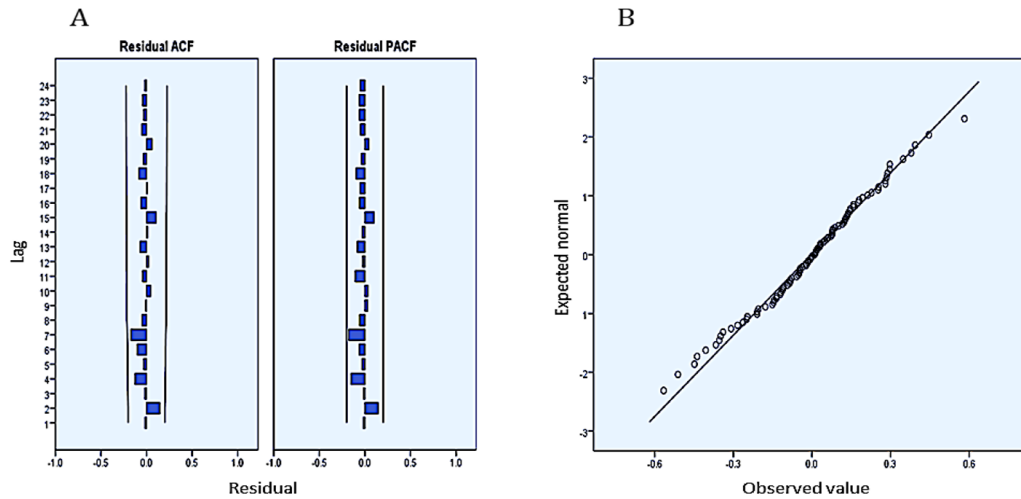 A
B
Residual ACF
Residual PACF
Lag
24
23
22
21
20
19
18
17
16
15
14
13
12
11
10
9
8
7
6
5
4
3
2
1
-1.0 -0.5 0.0 0.5 1.0
-1.0 -0.5 0.0 0.5 1.0
Residual
Expected normal
3
2
1
0
1
-2
-3
-0.6 -0.3 0.0 0.3 0.6
Observed value